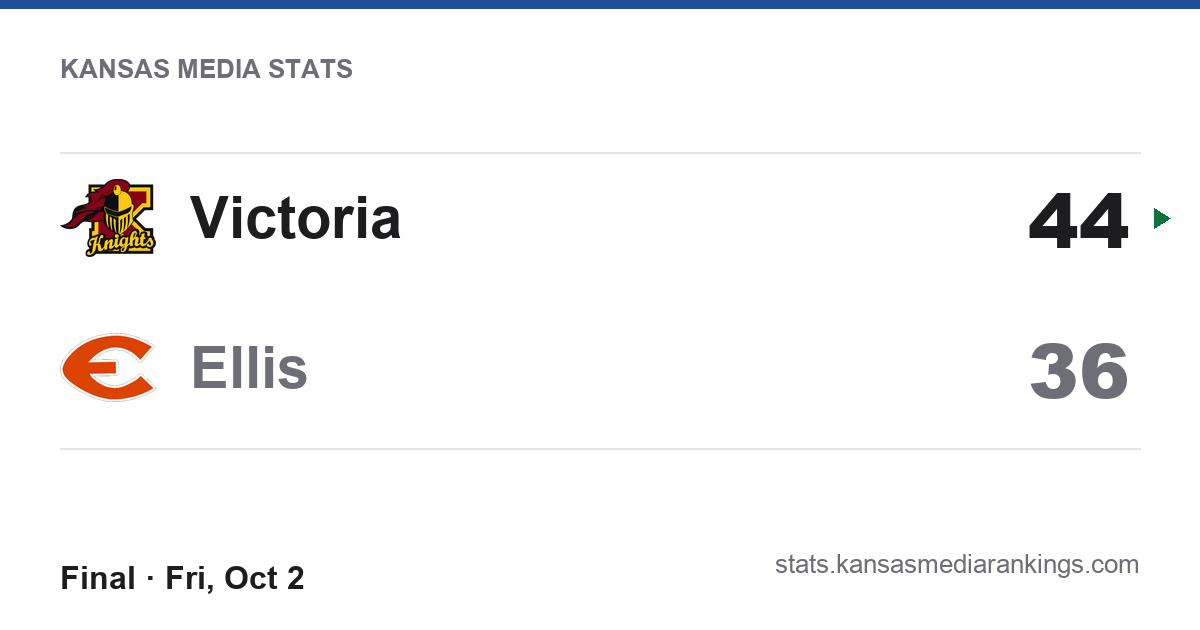 KANSAS MEDIA STATS
Knights
Victoria
44
Ellis
36
Final · Fri, Oct 2
stats.kansasmediarankings.com